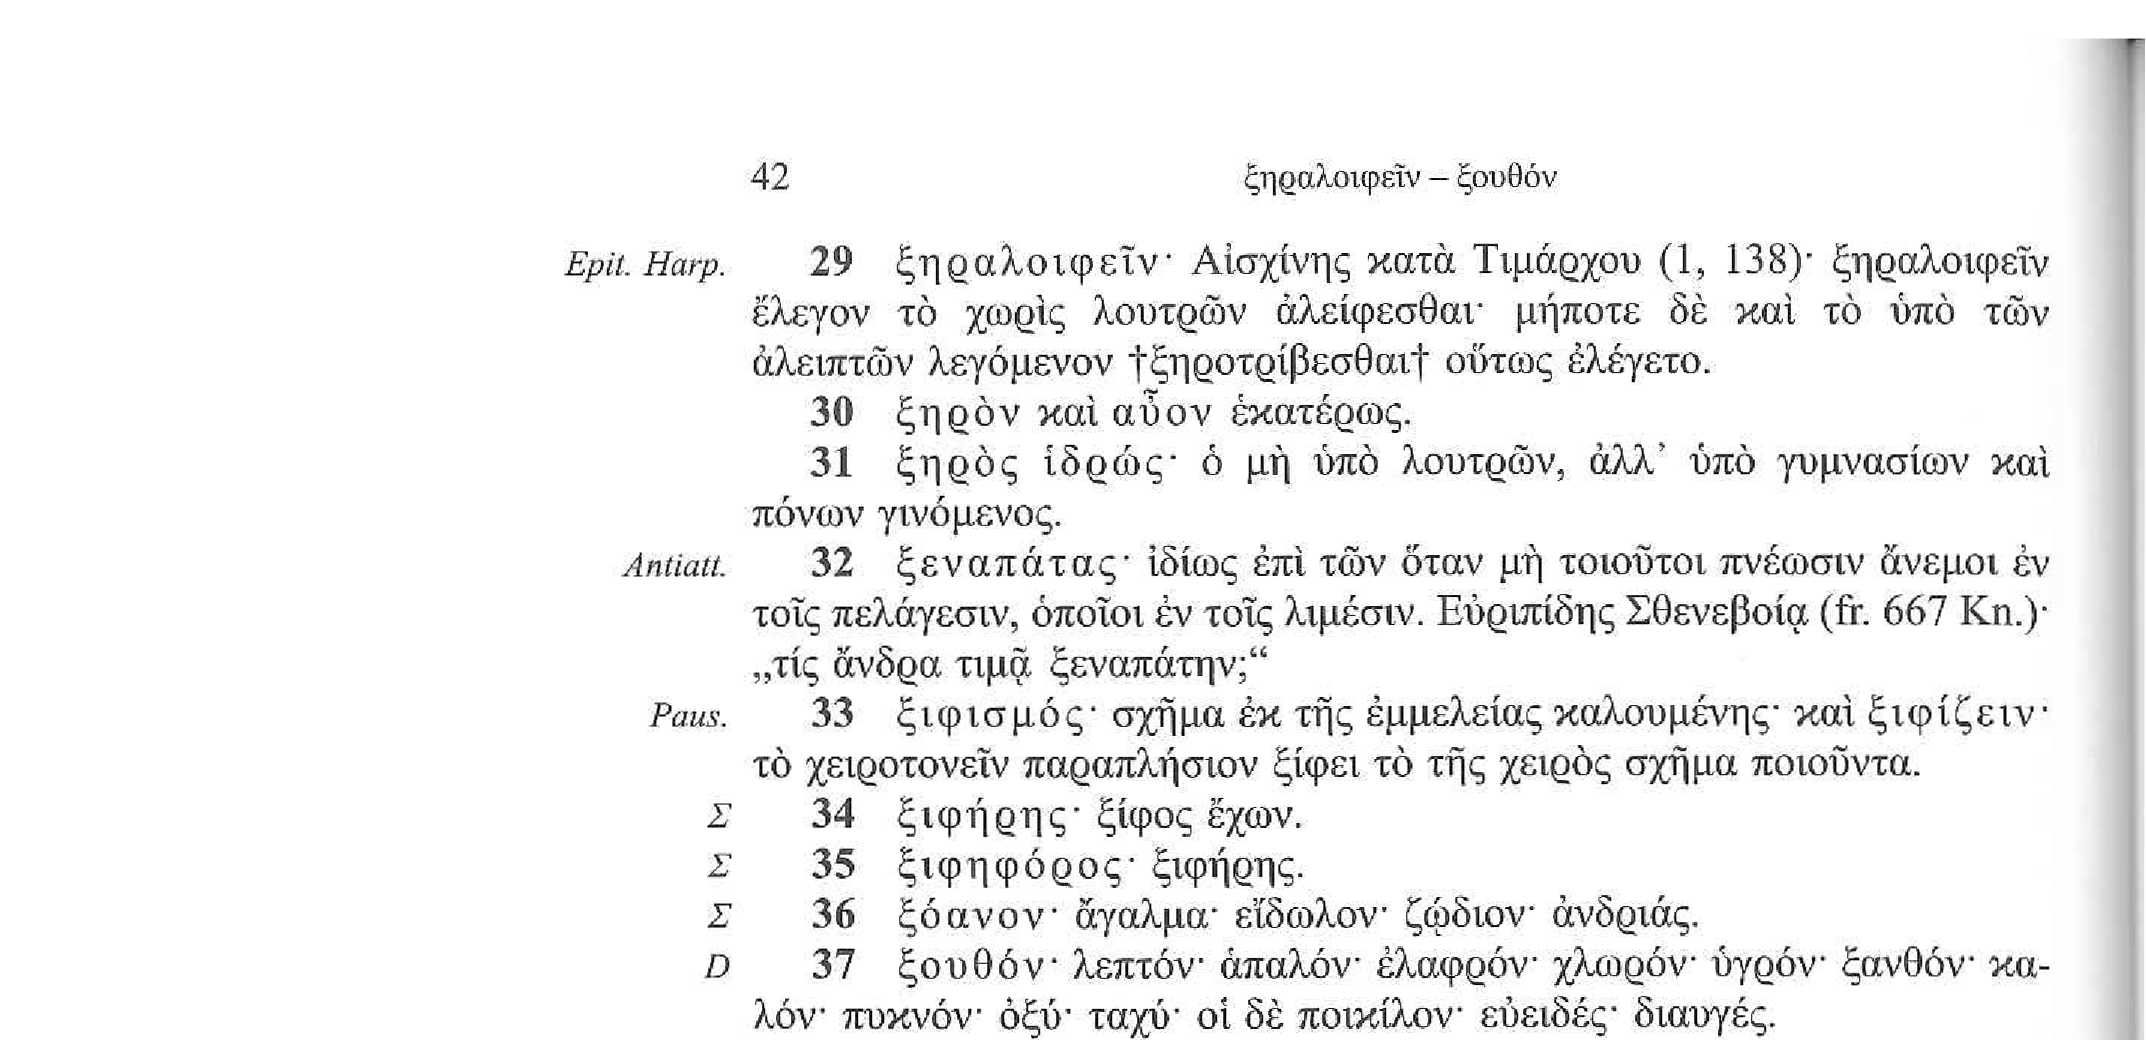 42 ξηραλοιφεῖν – ξουθόν
Epit. Harp. 29 ξηραλοιφεῖν· Αἰσχίνης κατὰ Τιμάρχου (1, 138)· ξηραλοιφεῖν
ἔλεγον τὸ χωρὶς λουτρῶν ἀλείφεσθαι· μήποτε δὲ καὶ τὸ ὑπὸ τῶν
ἀλειπτῶν λεγόμενον †ξηροτρίβεσθαι† οὕτως ἐλέγετο.
30 ξηρὸν καὶ αὖον ἑκατέρως.
31 ξηρὸς ἱδρώς· ὁ μὴ ὑπὸ λουτρῶν, ἀλλ’ ὑπὸ γυμνασίων καὶ
πόνων γινόμενος.
Antiatt. 32 ξεναπάτας· ἰδίως ἐπὶ τῶν ὅταν μὴ τοιοῦτοι πνέωσιν ἄνεμοι ἐν
τοῖς πελάγεσιν, ὁποῖοι ἐν τοῖς λιμέσιν. Εὐριπίδης Σθενεβοίᾳ (fr. 667 Kn.)·
„τίς ἄνδρα τιμᾷ ξεναπάτην;“
Paus. 33 ξιφισμός· σχῆμα ἐκ τῆς ἐμμελείας καλουμένης· καὶ ξιφίζειν·
τὸ χειροτονεῖν παραπλήσιον ξίφει τὸ τῆς χειρὸς σχῆμα ποιοῦντα.
Σ 34 ξιφήρης· ξίφος ἔχων.
Σ 35 ξιφηφόρος· ξιφήρης.
Σ 36 ξόανον· ἄγαλμα· εἴδωλον· ζῴδιον· ἀνδριάς.
D 37 ξουθόν· λεπτόν· ἁπαλόν· ἐλαφρόν· χλωρόν· ὑγρόν· ξανθόν· κα-
λόν· πυκνόν· ὀξύ· ταχύ· οἱ δὲ ποικίλον· εὐειδές· διαυγές.